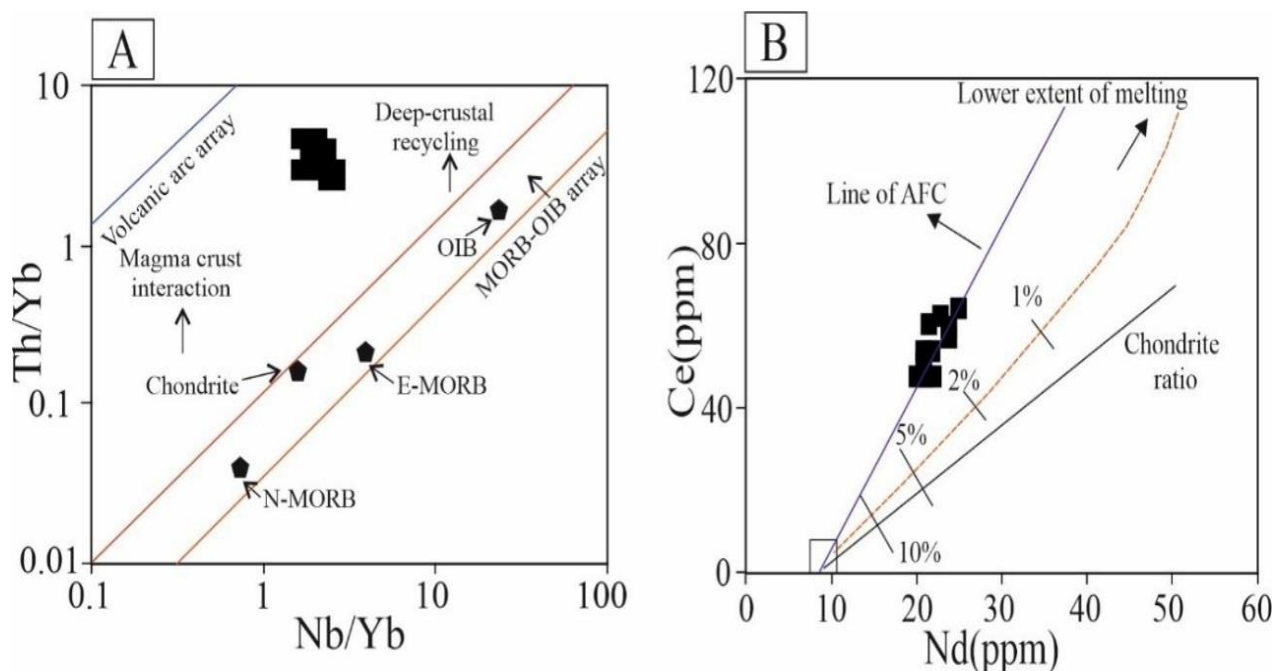 A
Th/Yb
10
1
0.1
0.01
0.1
1
10
100
Nb/Yb
Volcanic arc array
Deep-crustal
recycling
Magma crust
interaction
OIB
MORB-OIB array
Chondrite
E-MORB
N-MORB
B
Ce(ppm)
120
80
40
0
0
10
20
30
40
50
60
Nd(ppm)
Lower extent of melting
Line of AFC
1%
2%
5%
10%
Chondrite
ratio